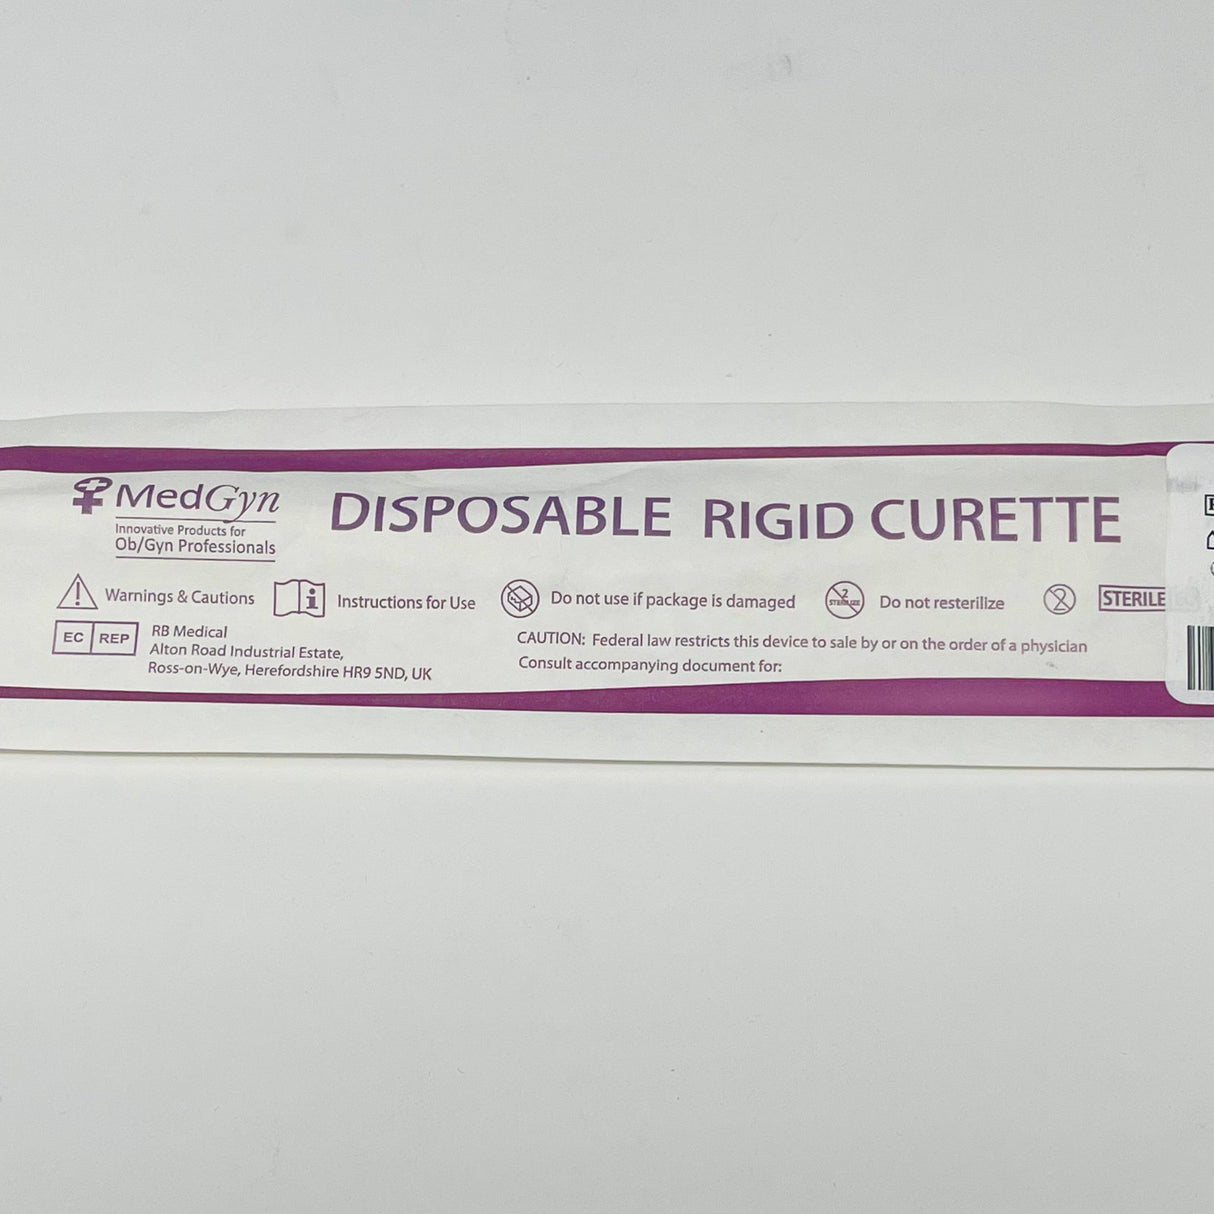 MedGyn
Innovative Products for
Ob/Gyn Professionals
DISPOSABLE RIGID CURETTE
Warnings & Cautions
Instructions for Use
Do not use if package is damaged
2
STERILIZE
Do not resterilize
2
STERILE
EC REP
RB Medical
Alton Road Industrial Estate,
Ross-on-Wye, Herefordshire HR9 5ND, UK
CAUTION: Federal law restricts this device to sale by or on the order of a physician
Consult accompanying document for: